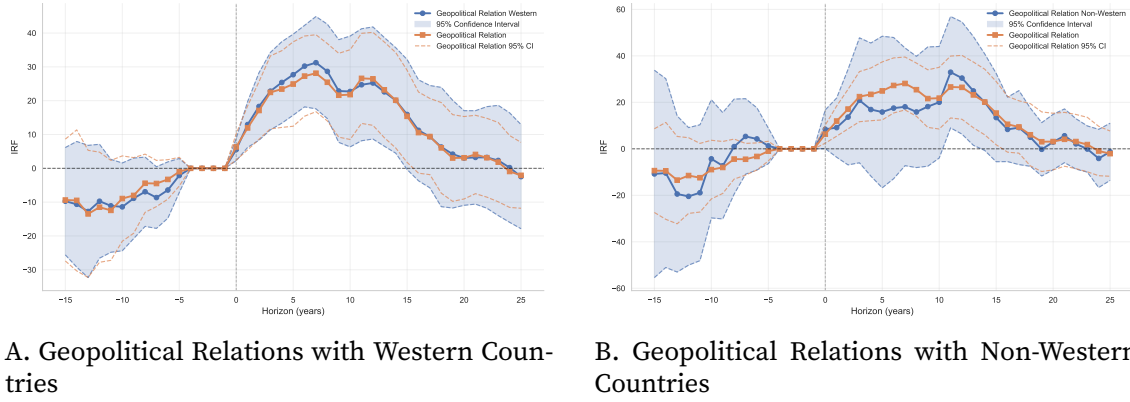 Geopolitical Relation Western
95% Confidence Interval
Geopolitical Relation
Geopolitical Relation 95% CI
40
30
20
10
0
−10
−20
−30
IRF
−15
−10
−5
0
5
10
15
20
25
Horizon (years)
A. Geopolitical Relations with Western Coun-
tries
Geopolitical Relation Non-Western
95% Confidence Interval
Geopolitical Relation
Geopolitical Relation 95% CI
60
40
20
0
−20
−40
−60
IRF
−15
−10
−5
0
5
10
15
20
25
Horizon (years)
B. Geopolitical Relations with Non-Western
Countries